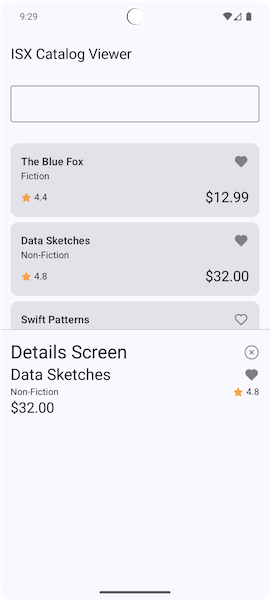 9:29
ISX Catalog Viewer
The Blue Fox
Fiction
4.4
$12.99
Data Sketches
Non-Fiction
4.8
$32.00
Swift Patterns
Details Screen
Data Sketches
Non-Fiction 4.8
$32.00